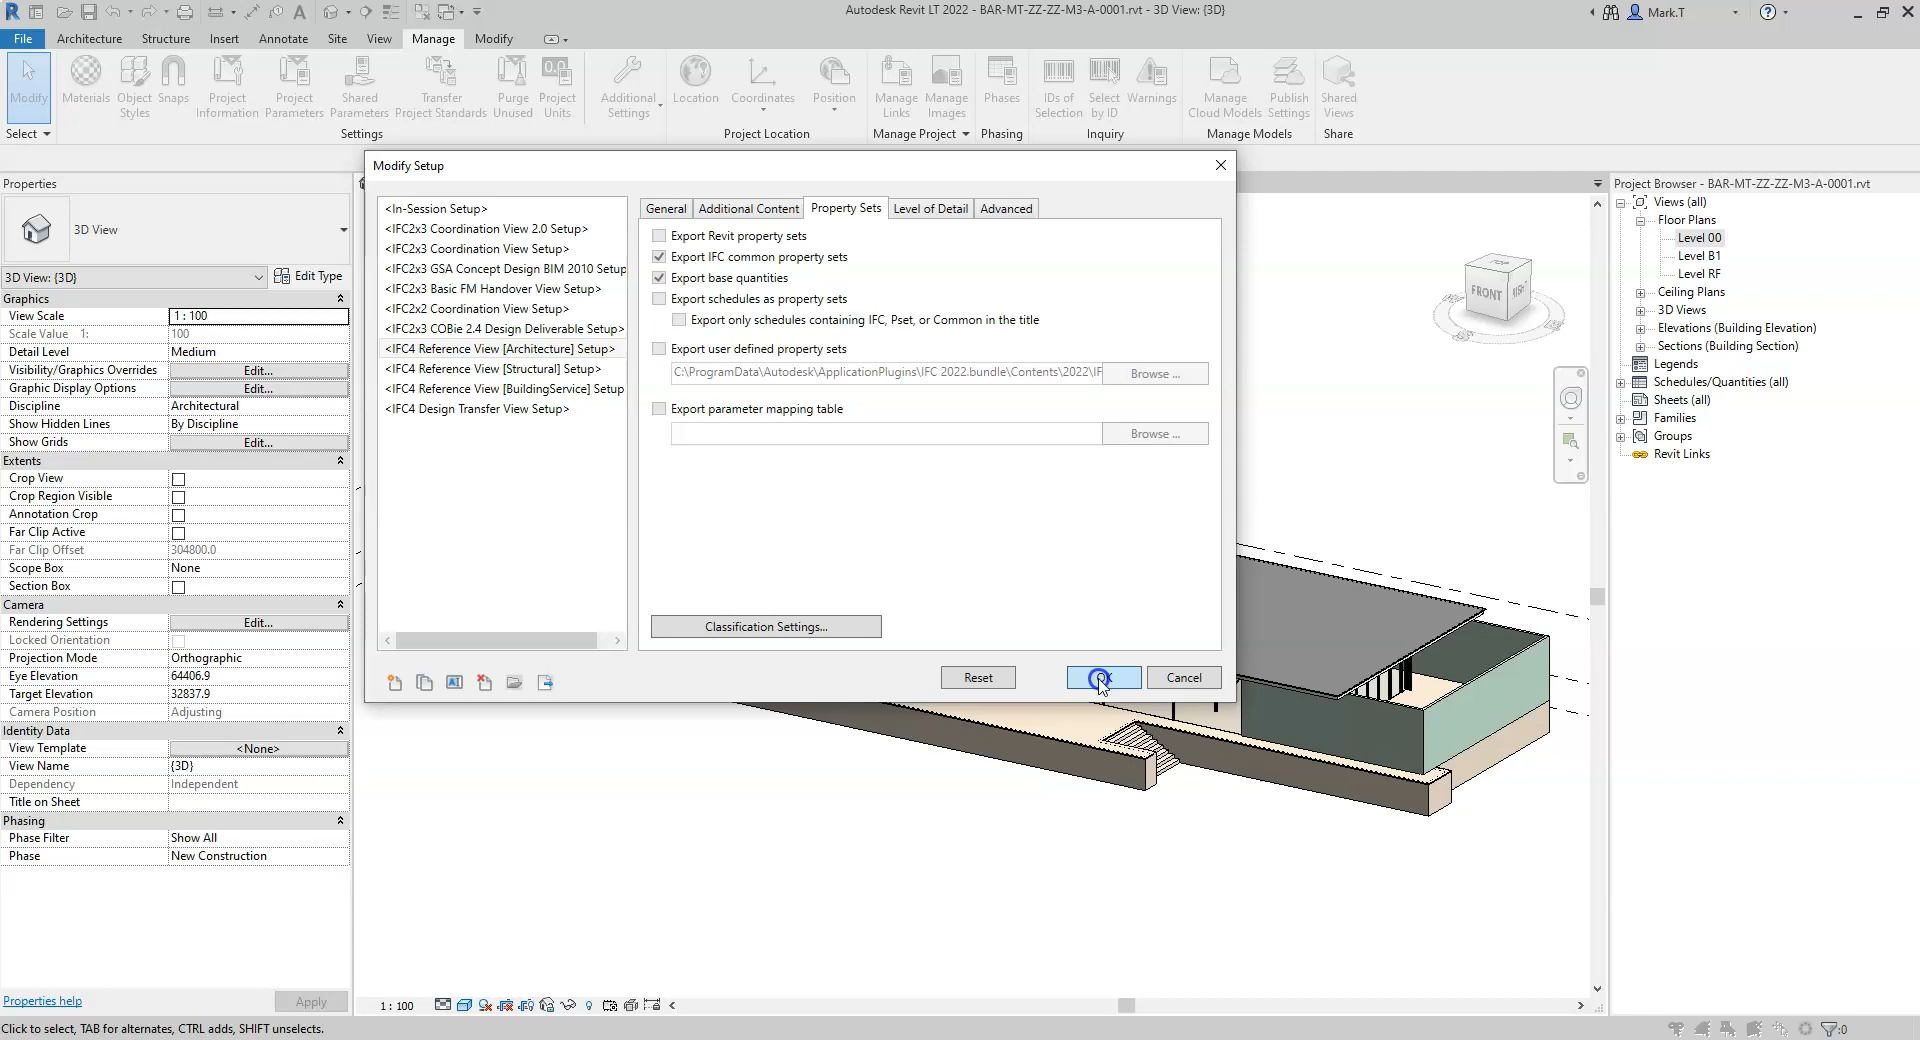 Autodesk Revit LT 2022 - BAR-MT-ZZ-ZZ-M3-A-0001.rvt - 3D View: {3D}
Mark.T
File Architecture Structure Insert Annotate Site View Manage Modify
Modify
Materials
Object Styles
Snaps
Project Information
Project Parameters
Shared Parameters
Transfer Project Standards
Purge Unused
Project Units
Additional Settings
Location
Coordinates
Position
Manage Links
Manage Images
Phases
IDs of Selection
Select by ID
Warnings
Manage Cloud Models
Publish Settings
Shared Views
Select
Settings
Project Location
Manage Project
Phasing
Inquiry
Manage Models
Share
Properties
3D View
3D View: {3D}
Edit Type
Graphics
View Scale 1 : 100
Scale Value 1: 100
Detail Level Medium
Visibility/Graphics Overrides Edit...
Graphic Display Options Edit...
Discipline Architectural
Show Hidden Lines By Discipline
Show Grids Edit...
Extents
Crop View
Crop Region Visible
Annotation Crop
Far Clip Active
Far Clip Offset 304800.0
Scope Box None
Section Box
Camera
Rendering Settings Edit...
Locked Orientation
Projection Mode Orthographic
Eye Elevation 64406.9
Target Elevation 32837.9
Camera Position Adjusting
Identity Data
View Template <None>
View Name {3D}
Dependency Independent
Title on Sheet
Phasing
Phase Filter Show All
Phase New Construction
Properties help
Apply
Modify Setup
<In-Session Setup>
<IFC2x3 Coordination View 2.0 Setup>
<IFC2x3 Coordination View Setup>
<IFC2x3 GSA Concept Design BIM 2010 Setup
<IFC2x3 Basic FM Handover View Setup>
<IFC2x2 Coordination View Setup>
<IFC2x3 COBie 2.4 Design Deliverable Setup>
<IFC4 Reference View [Architecture] Setup>
<IFC4 Reference View [Structural] Setup>
<IFC4 Reference View [BuildingService] Setup
<IFC4 Design Transfer View Setup>
General Additional Content Property Sets Level of Detail Advanced
Export Revit property sets
Export IFC common property sets
Export base quantities
Export schedules as property sets
Export only schedules containing IFC, Pset, or Common in the title
Export user defined property sets
C:\ProgramData\Autodesk\ApplicationPlugins\IFC 2022.bundle\Contents\2022\IF
Browse ...
Export parameter mapping table
Browse ...
Classification Settings...
Reset
Cancel
TOP
FRONT
Project Browser - BAR-MT-ZZ-ZZ-M3-A-0001.rvt
Views (all)
Floor Plans
Level 00
Level B1
Level RF
Ceiling Plans
3D Views
Elevations (Building Elevation)
Sections (Building Section)
Legends
Schedules/Quantities (all)
Sheets (all)
Families
Groups
Revit Links
1 : 100
Click to select, TAB for alternates, CTRL adds, SHIFT unselects.
:0